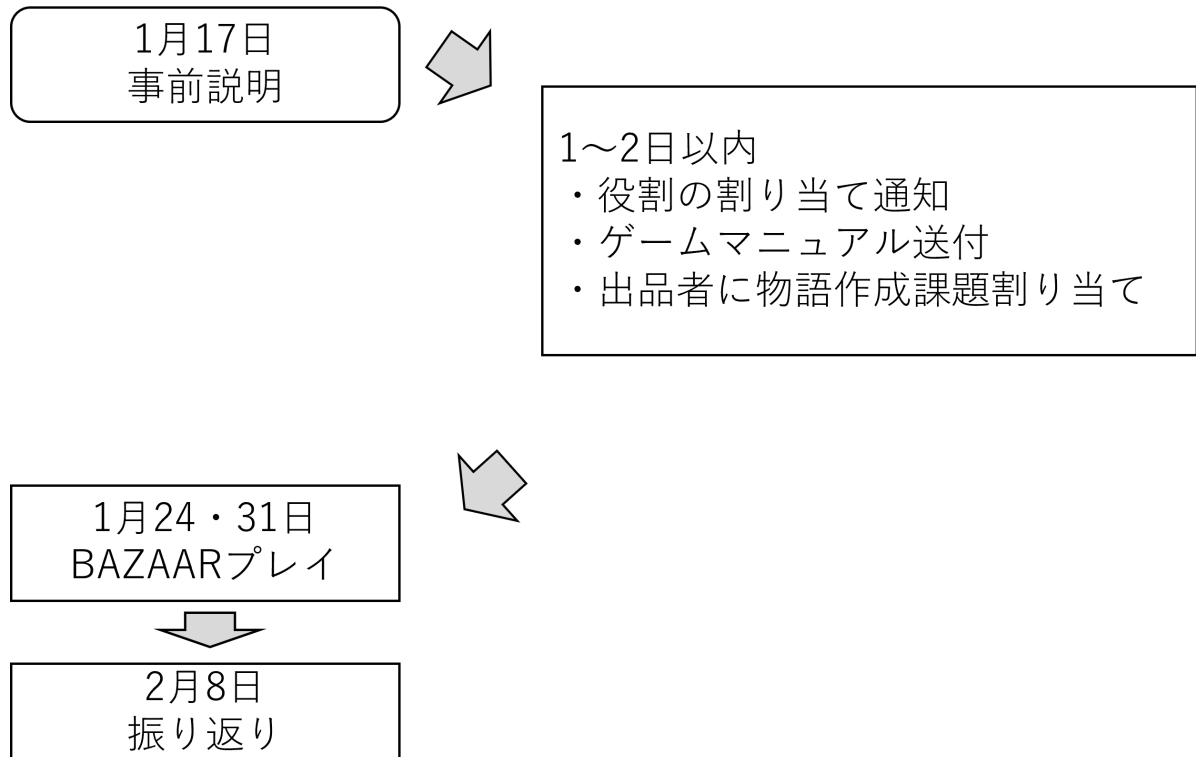 1月17日
事前説明
1～2日以内
・役割の割り当て通知
・ゲームマニュアル送付
・出品者に物語作成課題割り当て
1月24・31日
BAZAARプレイ
2月8日
振り返り